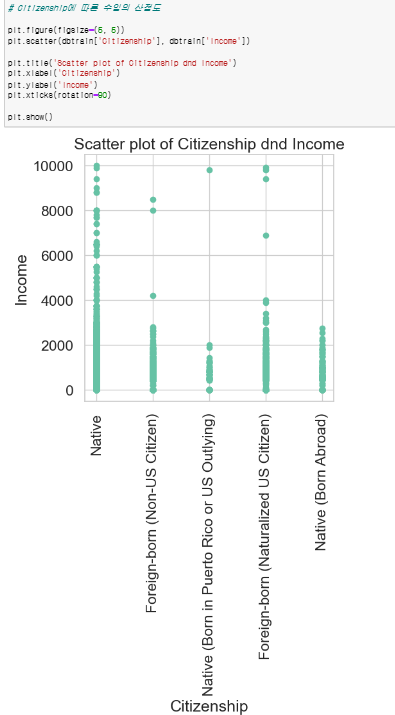 # Citizenship에 따른 수입의 산점도
plt.figure(figsize=(5, 5))
plt.scatter(dbtrain['Citizenship'], dbtrain['Income'])
plt.title('Scatter plot of Citizenship dnd Income')
plt.xlabel('Citizenship')
plt.ylabel('Income')
plt.xticks(rotation=90)
plt.show()
Scatter plot of Citizenship dnd Income
10000
8000
6000
4000
2000
0
Income
Native
Foreign-born (Non-US Citizen)
Native (Born in Puerto Rico or US Outlying)
Foreign-born (Naturalized US Citizen)
Native (Born Abroad)
Citizenship